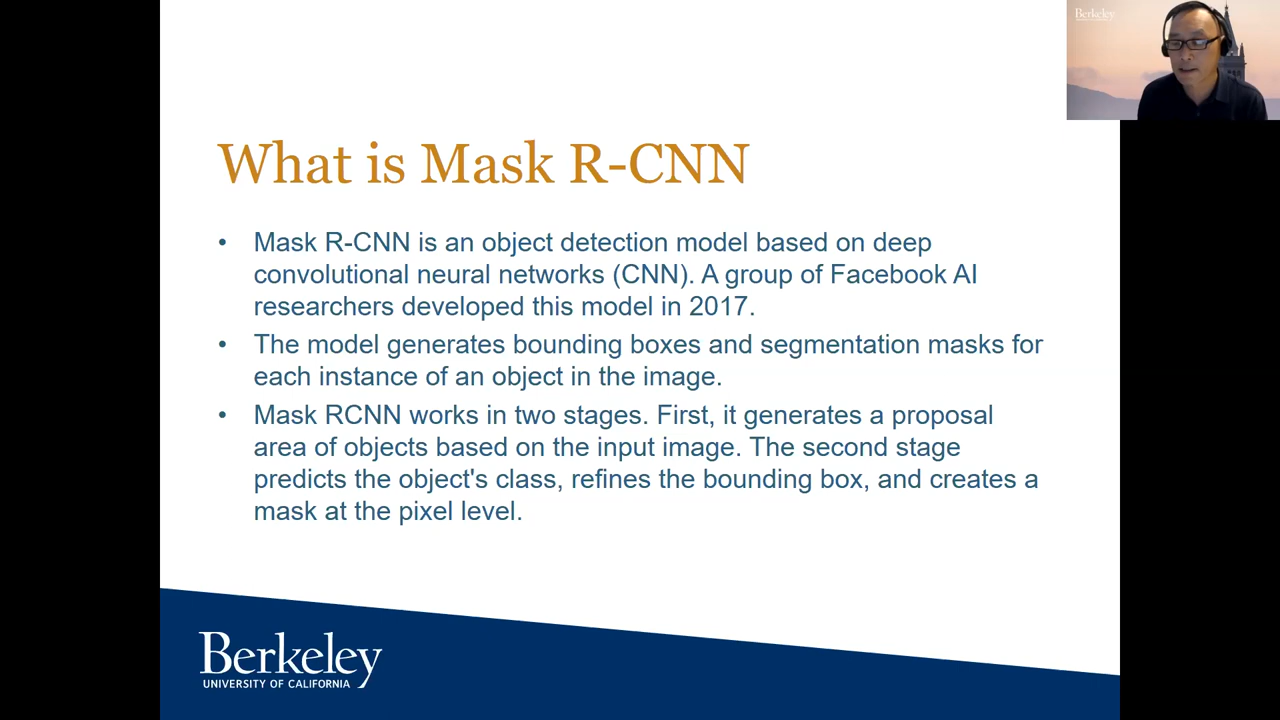 Berkeley
What is Mask R-CNN
• Mask R-CNN is an object detection model based on deep
convolutional neural networks (CNN). A group of Facebook AI
researchers developed this model in 2017.
• The model generates bounding boxes and segmentation masks for
each instance of an object in the image.
• Mask RCNN works in two stages. First, it generates a proposal
area of objects based on the input image. The second stage
predicts the object's class, refines the bounding box, and creates a
mask at the pixel level.
Berkeley
UNIVERSITY OF CALIFORNIA